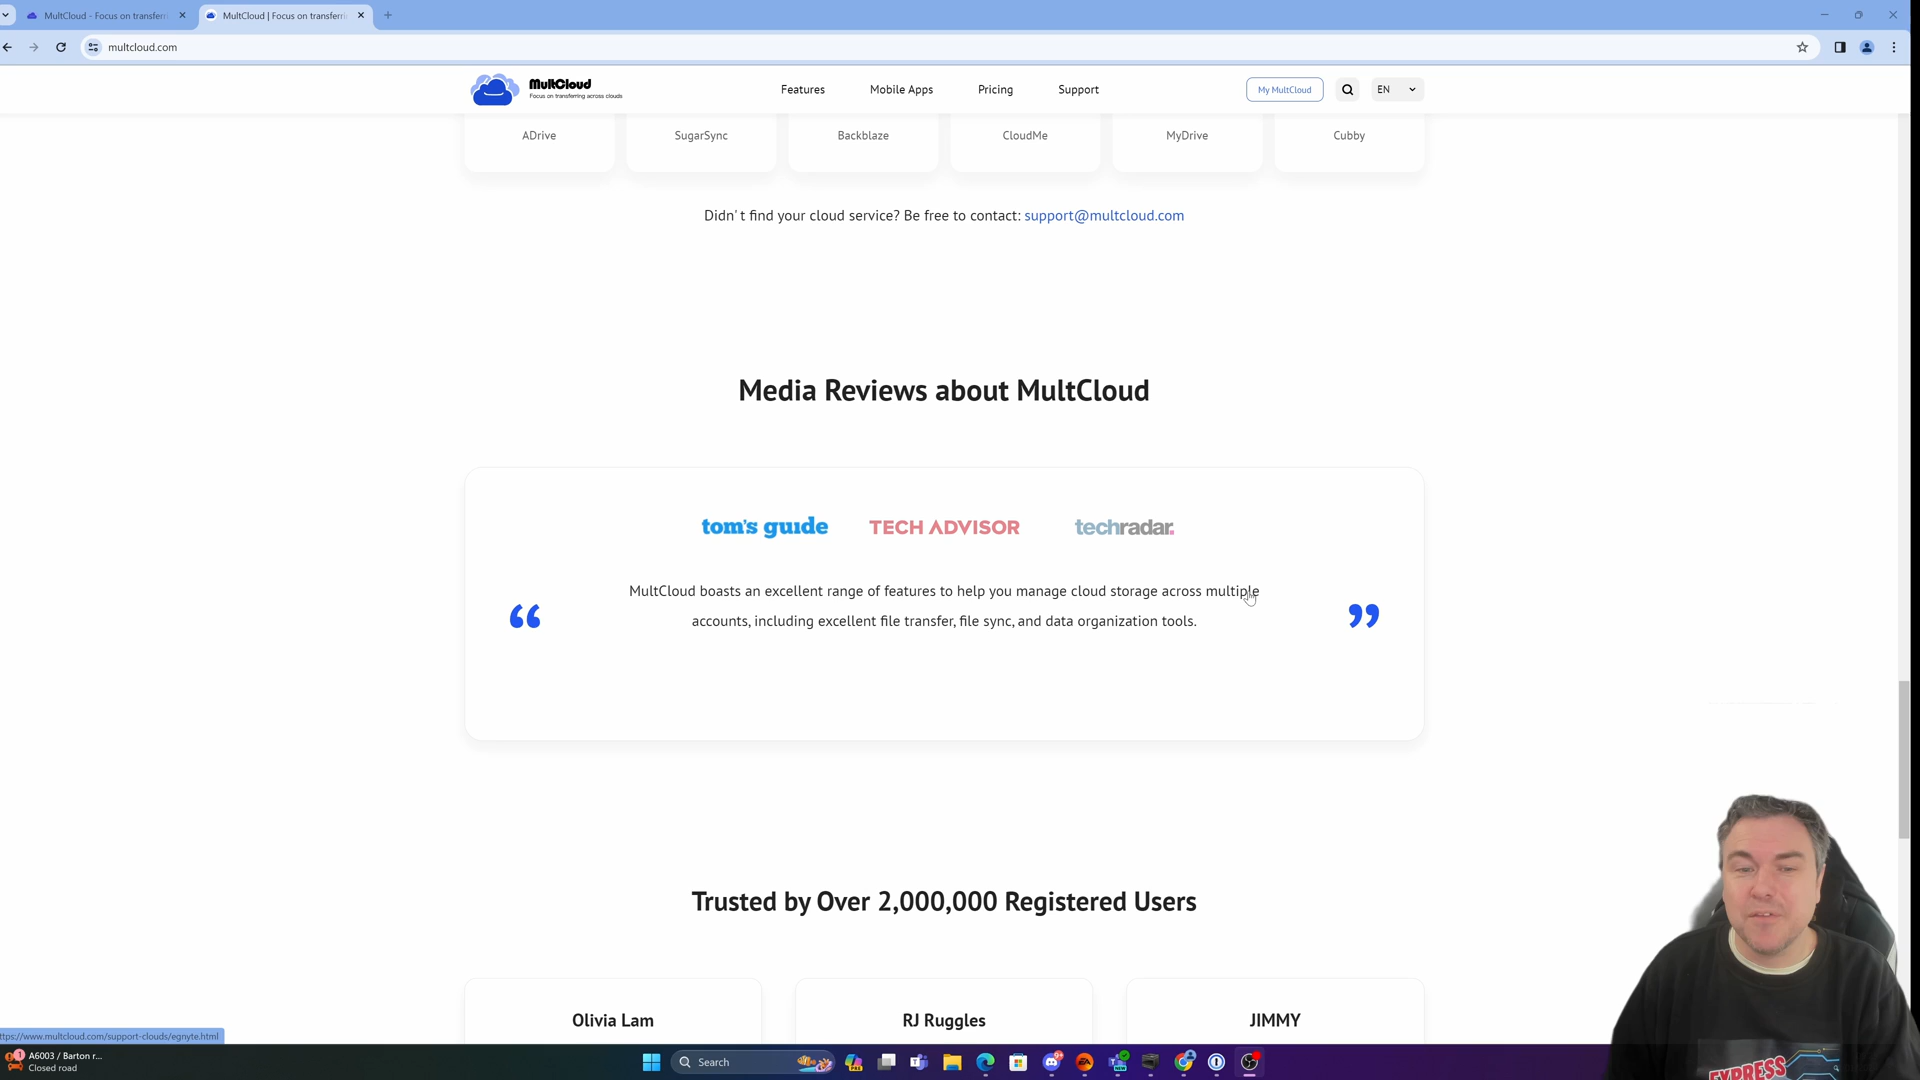 MultCloud - Focus on transferri
MultCloud | Focus on transferri
multcloud.com
MultCloud
Focus on transferring across clouds
Features
Mobile Apps
Pricing
Support
My MultCloud
EN
ADrive
SugarSync
Backblaze
CloudMe
MyDrive
Cubby
Didn' t find your cloud service? Be free to contact: support@multcloud.com
Media Reviews about MultCloud
tom's guide
TECH ADVISOR
techradar.
“ MultCloud boasts an excellent range of features to help you manage cloud storage across multiple
accounts, including excellent file transfer, file sync, and data organization tools. ”
Trusted by Over 2,000,000 Registered Users
Olivia Lam
RJ Ruggles
JIMMY
ttps://www.multcloud.com/support-clouds/egnyte.html
1
A6003 / Barton r...
Closed road
Search
EXPRESS